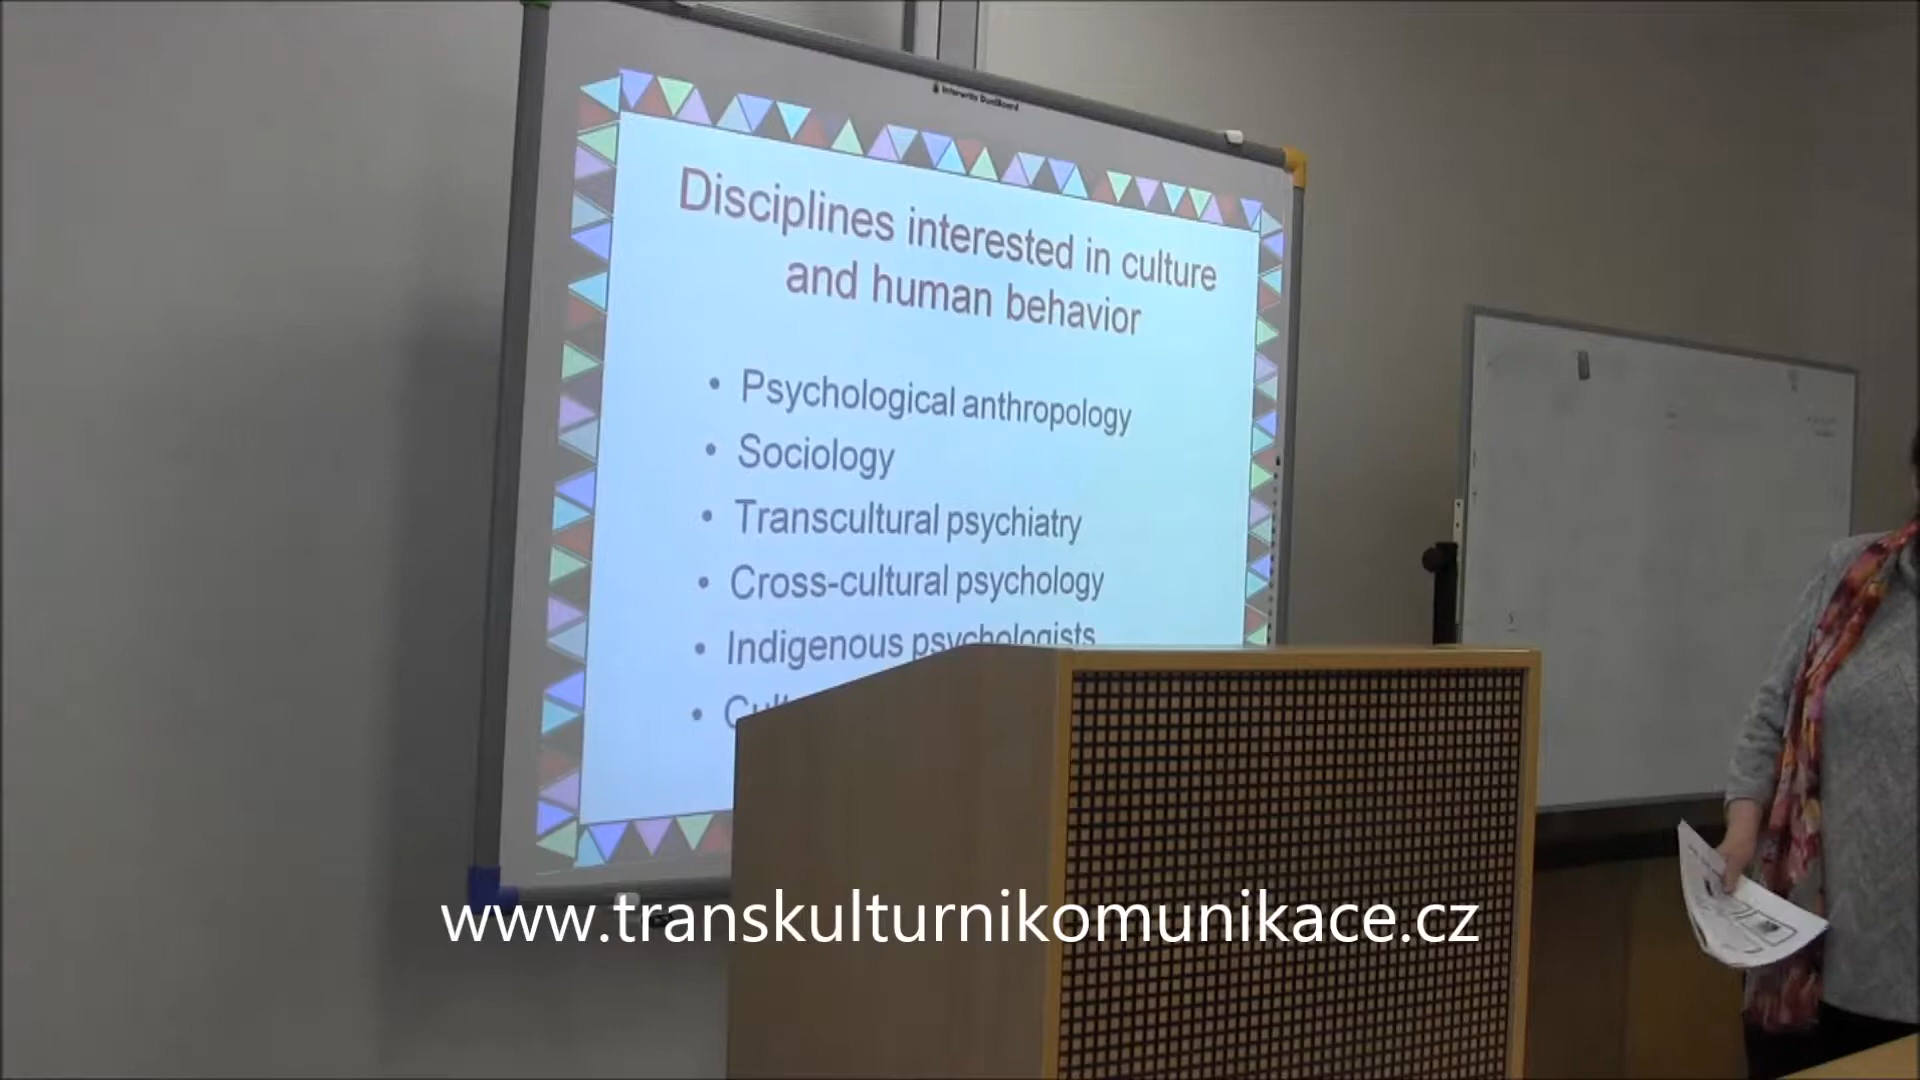 Disciplines interested in culture
and human behavior
• Psychological anthropology
• Sociology
• Transcultural psychiatry
• Cross-cultural psychology
• Indigenous psychologists
www.transkulturnikomunikace.cz